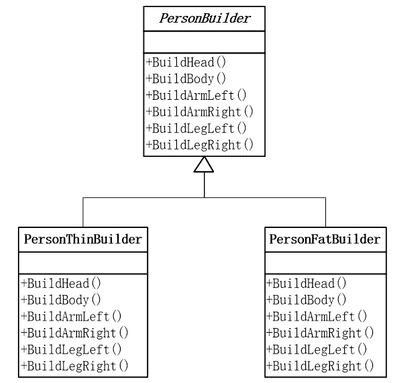 PersonBuilder
+BuildHead()
+BuildBody()
+BuildArmLeft()
+BuildArmRight()
+BuildLegLeft()
+BuildLegRight()
PersonThinBuilder
+BuildHead()
+BuildBody()
+BuildArmLeft()
+BuildArmRight()
+BuildLegLeft()
+BuildLegRight()
PersonFatBuilder
+BuildHead()
+BuildBody()
+BuildArmLeft()
+BuildArmRight()
+BuildLegLeft()
+BuildLegRight()